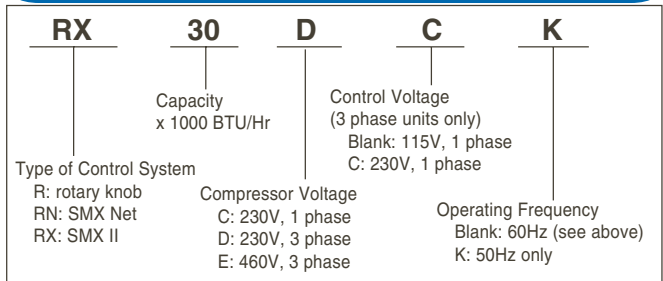 RX 30 D C K
Capacity
x 1000 BTU/Hr
Control Voltage
(3 phase units only)
Blank: 115V, 1 phase
C: 230V, 1 phase
Type of Control System
R: rotary knob
RN: SMX Net
RX: SMX II
Compressor Voltage
C: 230V, 1 phase
D: 230V, 3 phase
E: 460V, 3 phase
Operating Frequency
Blank: 60Hz (see above)
K: 50Hz only